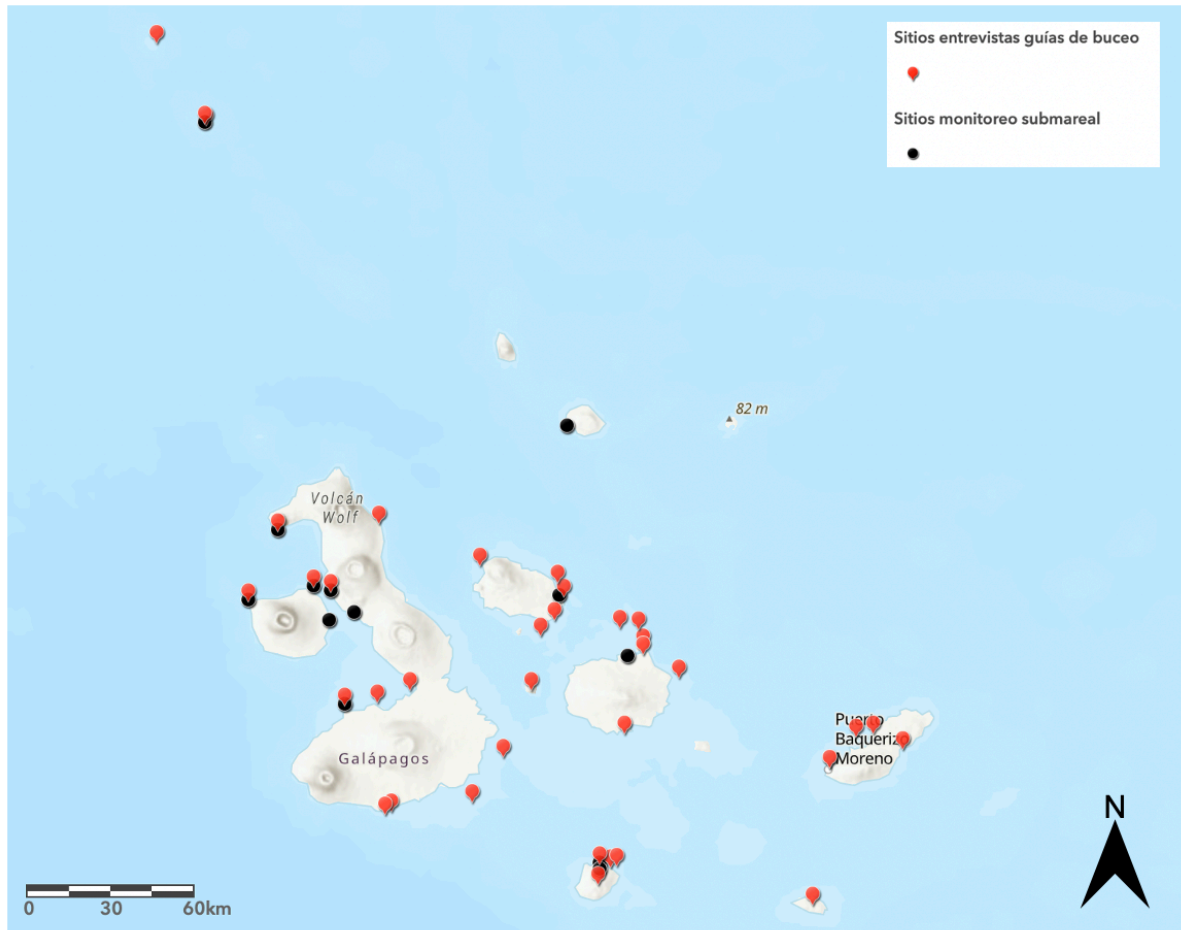 Sitios entrevistas guías de buceo
Sitios monitoreo submareal
82 m
Volcán
Wolf
Puerto
Baquerizo
Moreno
Galápagos
N
0 30 60km